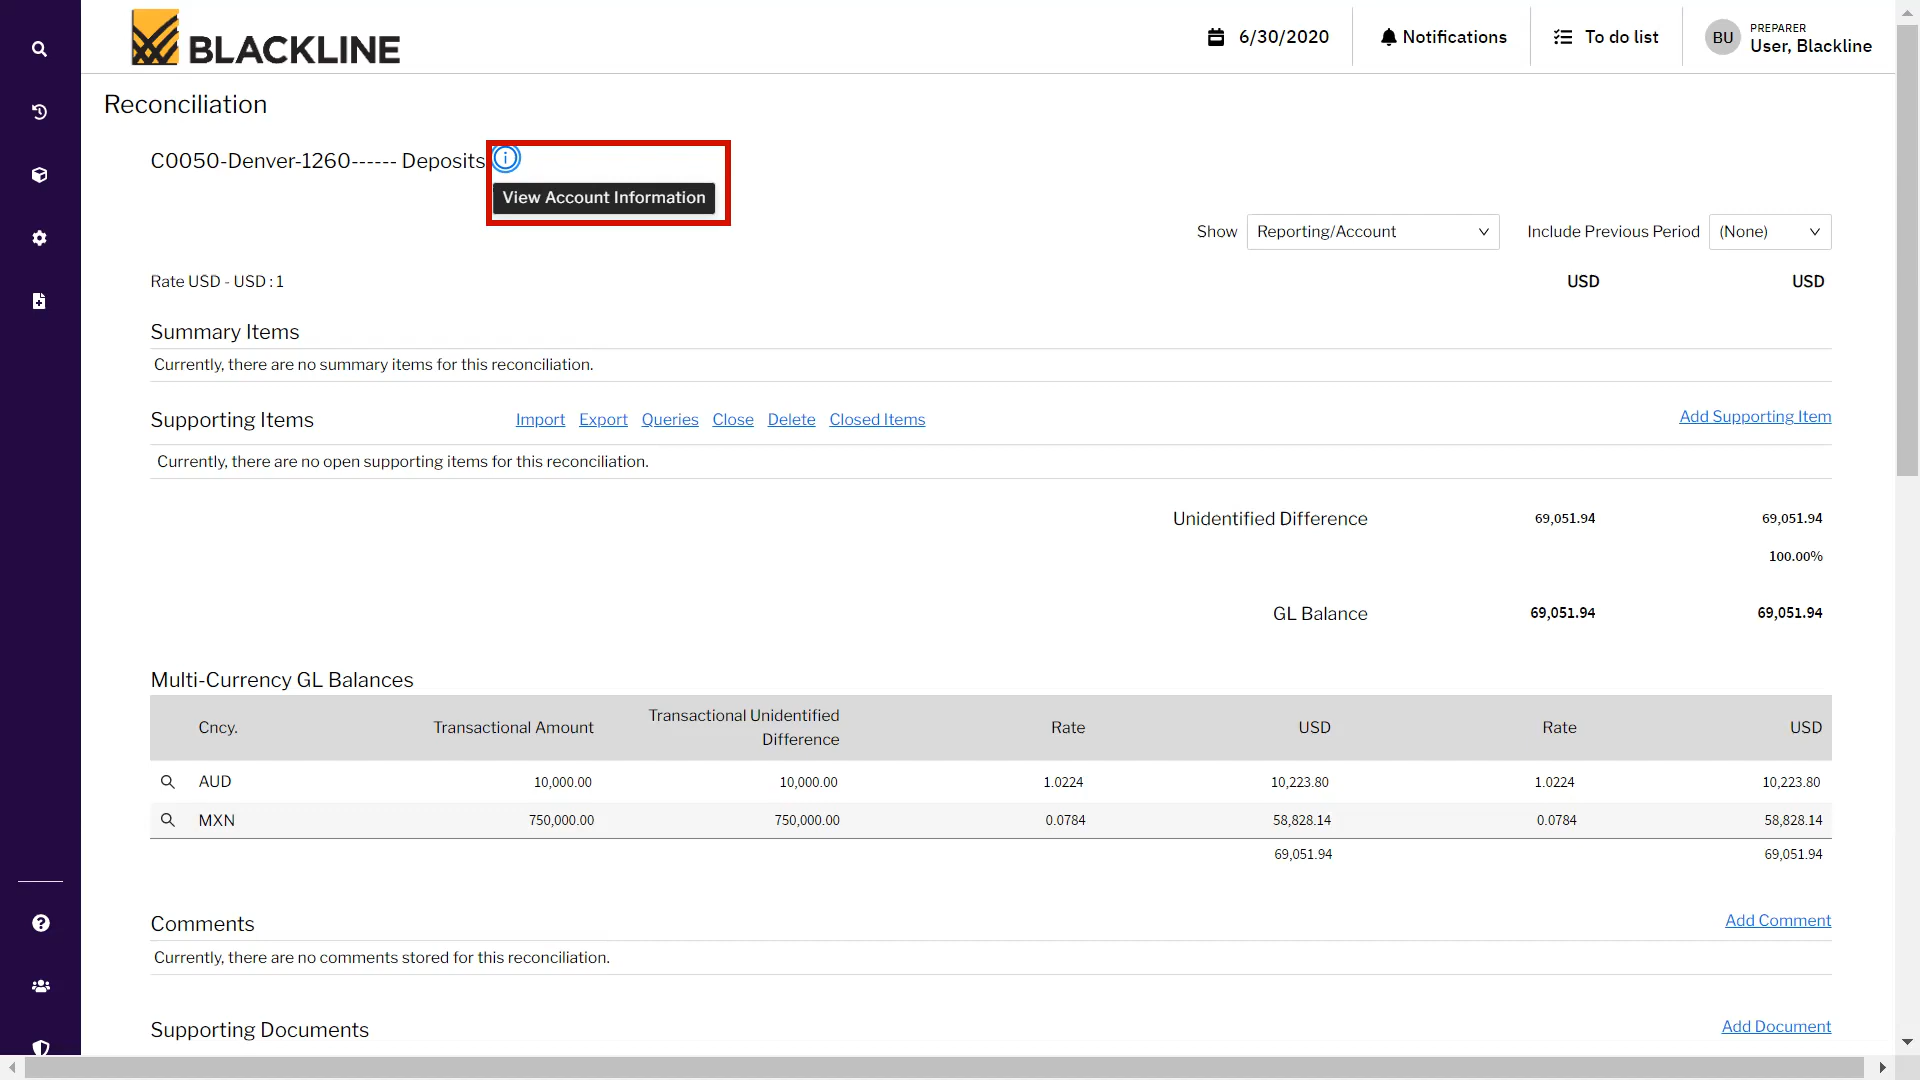 BLACKLINE
6/30/2020
Notifications
To do list
BU
PREPARER
User, Blackline
Reconciliation
C0050-Denver-1260------ Deposits
View Account Information
Show Reporting/Account Include Previous Period (None)
Rate USD - USD : 1 USD USD
Summary Items
Currently, there are no summary items for this reconciliation.
Supporting Items Import Export Queries Close Delete Closed Items Add Supporting Item
Currently, there are no open supporting items for this reconciliation.
Unidentified Difference 69,051.94 69,051.94
100.00%
GL Balance 69,051.94 69,051.94
Multi-Currency GL Balances
Cncy. Transactional Amount Transactional Unidentified Difference Rate USD Rate USD
AUD 10,000.00 10,000.00 1.0224 10,223.80 1.0224 10,223.80
MXN 750,000.00 750,000.00 0.0784 58,828.14 0.0784 58,828.14
69,051.94 69,051.94
Comments Add Comment
Currently, there are no comments stored for this reconciliation.
Supporting Documents Add Document